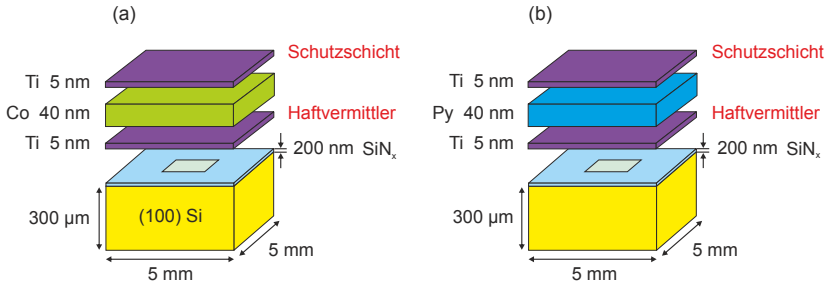 (a)
Schutzschicht
Ti 5 nm
Co 40 nm
Haftvermittler
Ti 5 nm
200 nm SiNₓ
300 µm
(100) Si
5 mm
5 mm
(b)
Schutzschicht
Ti 5 nm
Py 40 nm
Haftvermittler
Ti 5 nm
200 nm SiNₓ
300 µm
5 mm
5 mm